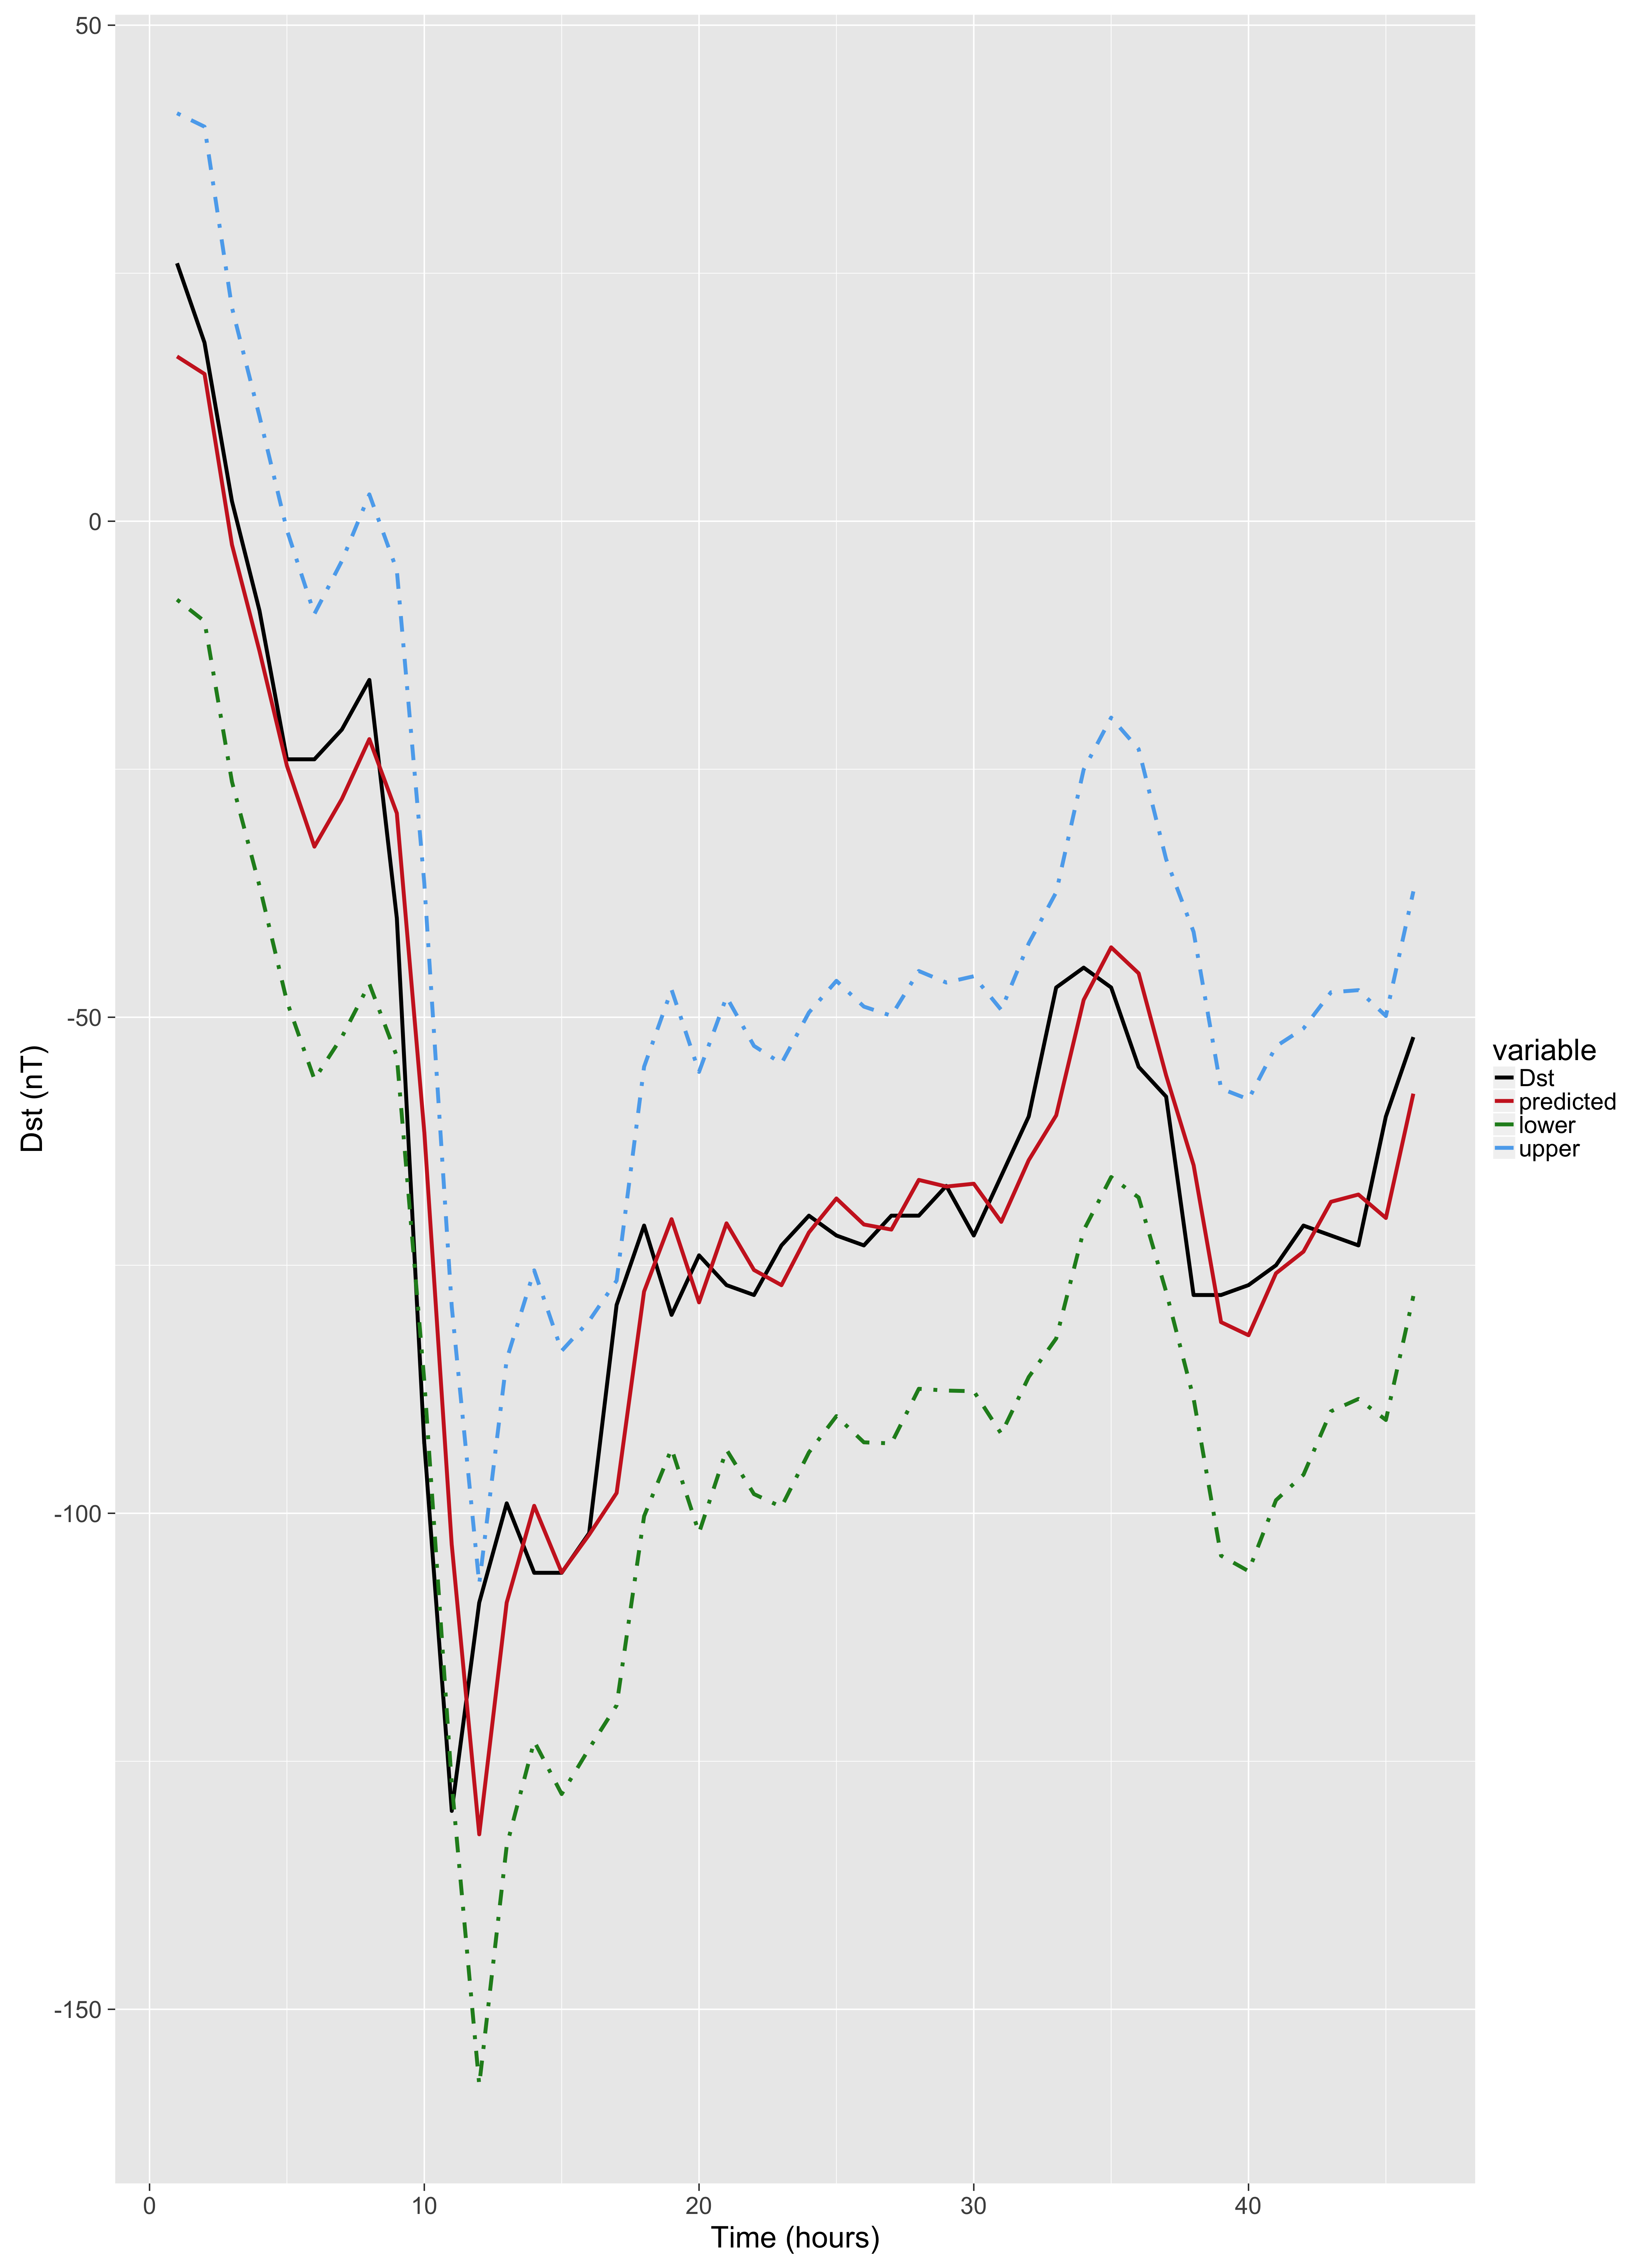 50
0
-50
-100
-150
Dst (nT)
0 10 20 30 40
Time (hours)
variable
Dst
predicted
lower
upper